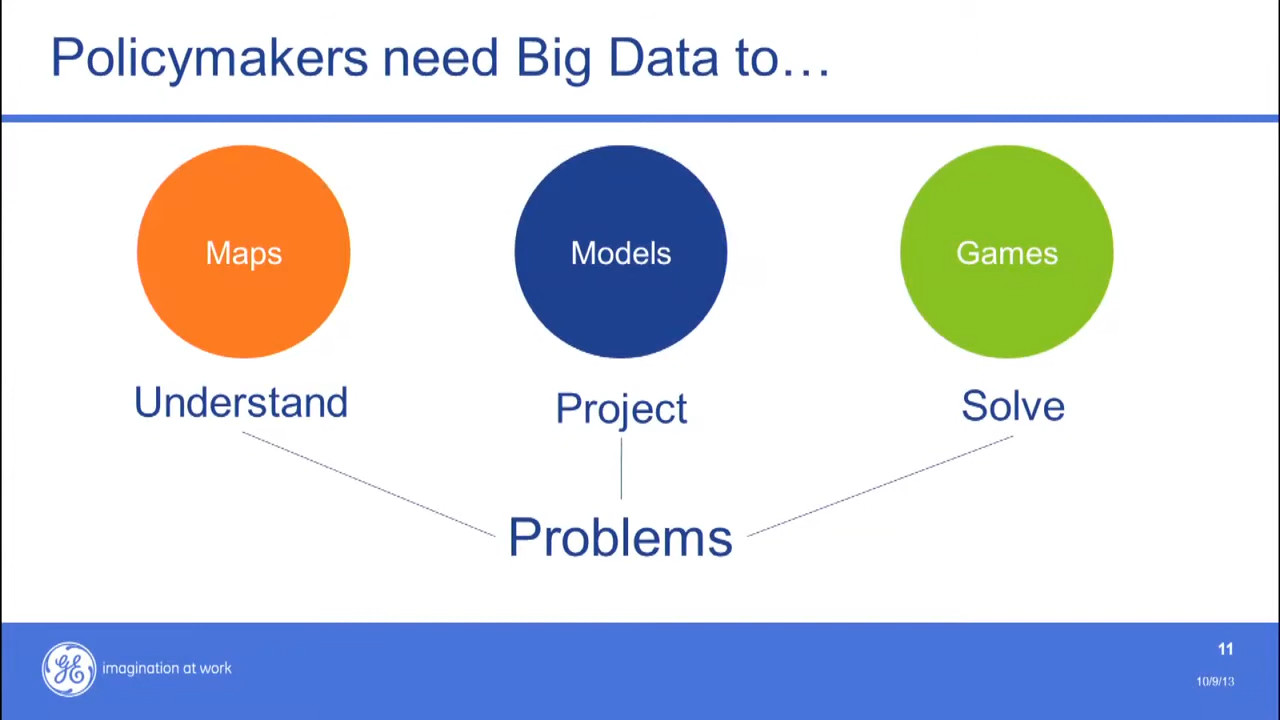 Policymakers need Big Data to…
Maps
Models
Games
Understand
Project
Solve
Problems
GE
imagination at work
11
10/9/13